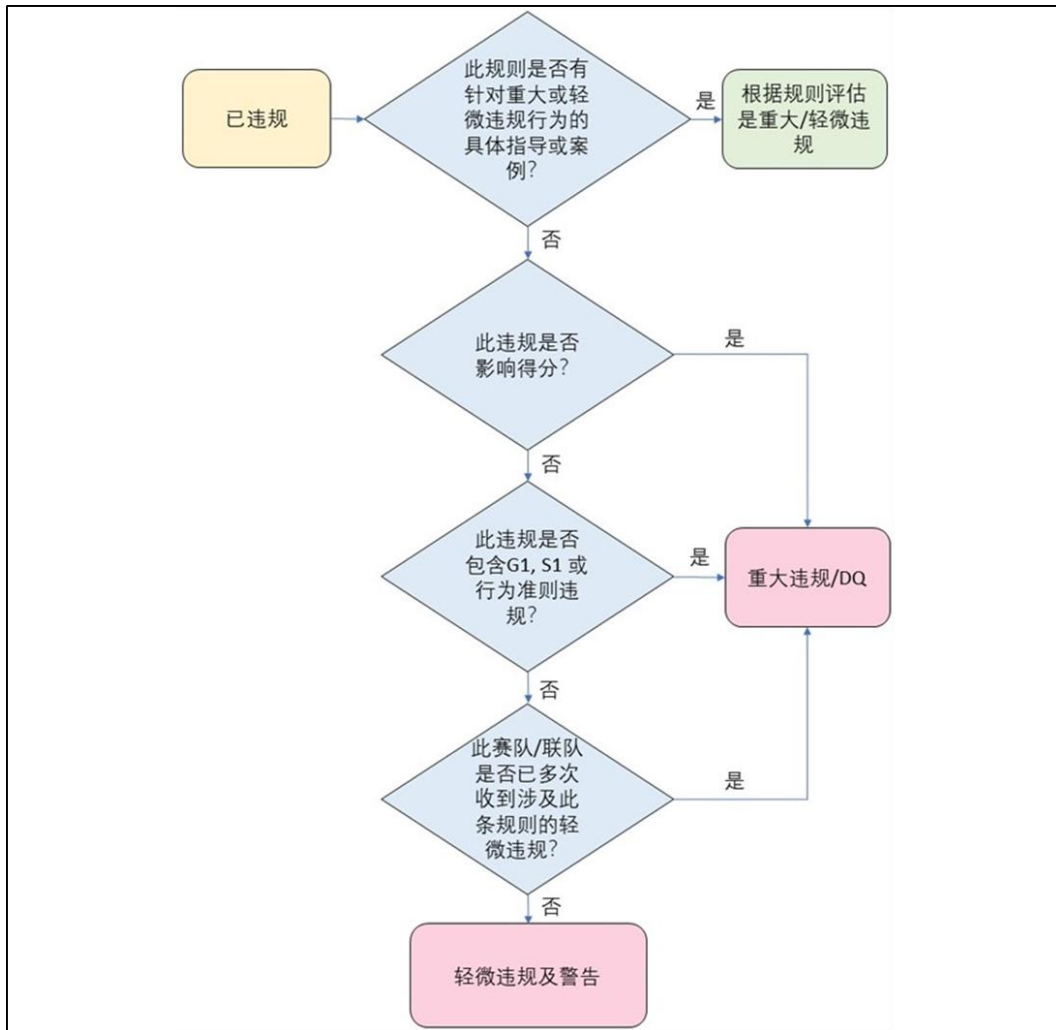 已违规
此规则是否有
针对重大或轻
微违规行为的
具体指导或案
例？
是
根据规则评估
是重大/轻微违
规
否
此违规是否
影响得分？
是
否
此违规是否
包含G1, S1 或
行为准则违
规？
是
重大违规/DQ
否
此赛队/联队
是否已多次
收到涉及此
条规则的轻
微违规？
是
否
轻微违规及警告